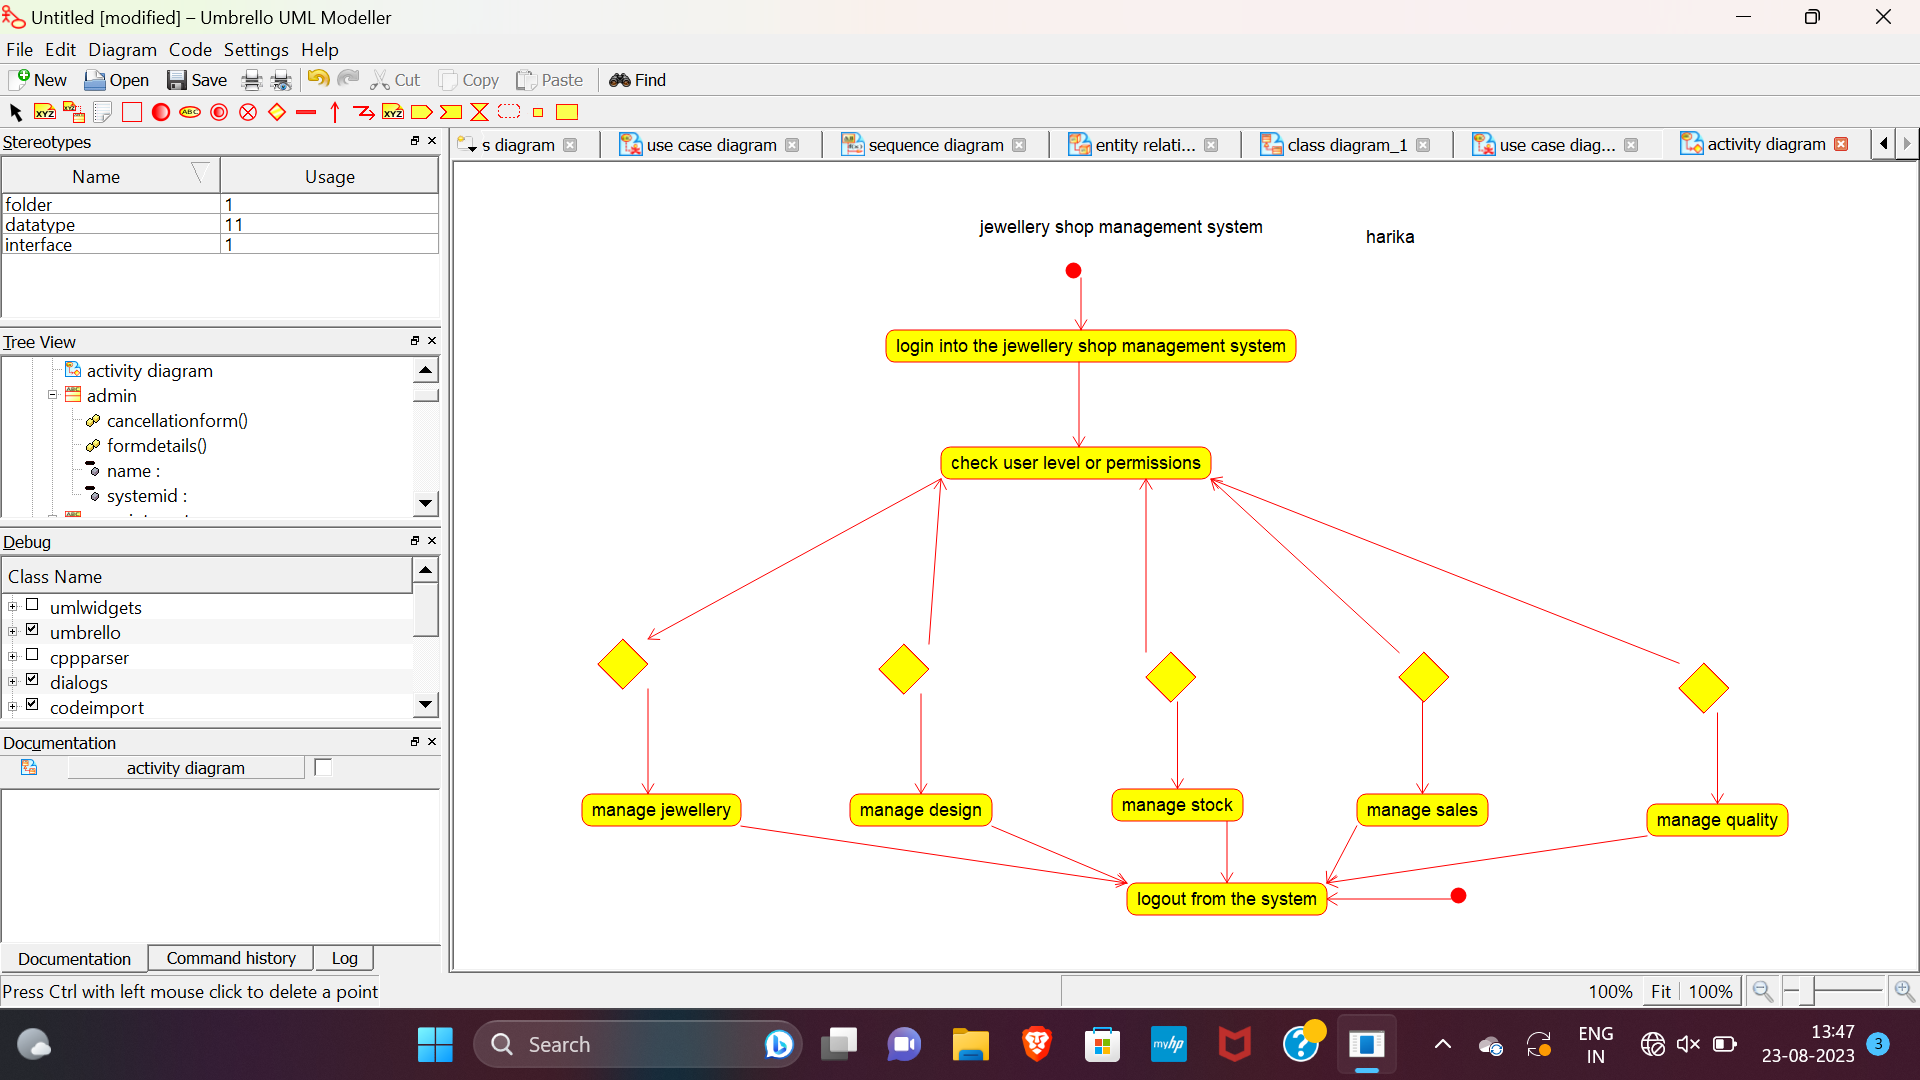 Untitled [modified] – Umbrello UML Modeller
File Edit Diagram Code Settings Help
New Open Save Cut Copy Paste Find
XYZ XYZ ABC XYZ
Stereotypes
s diagram use case diagram sequence diagram entity relati... class diagram_1 use case diag... activity diagram
Name Usage
folder 1
datatype 11
interface 1
Tree View
activity diagram
admin
cancellationform()
formdetails()
name :
systemid :
Debug
Class Name
umlwidgets
umbrello
cppparser
dialogs
codeimport
Documentation
activity diagram
Documentation Command history Log
jewellery shop management system
harika
login into the jewellery shop management system
check user level or permissions
manage jewellery
manage design
manage stock
manage sales
manage quality
logout from the system
Press Ctrl with left mouse click to delete a point
100% Fit 100%
Search
myhp
ENG
IN
13:47
23-08-2023
3